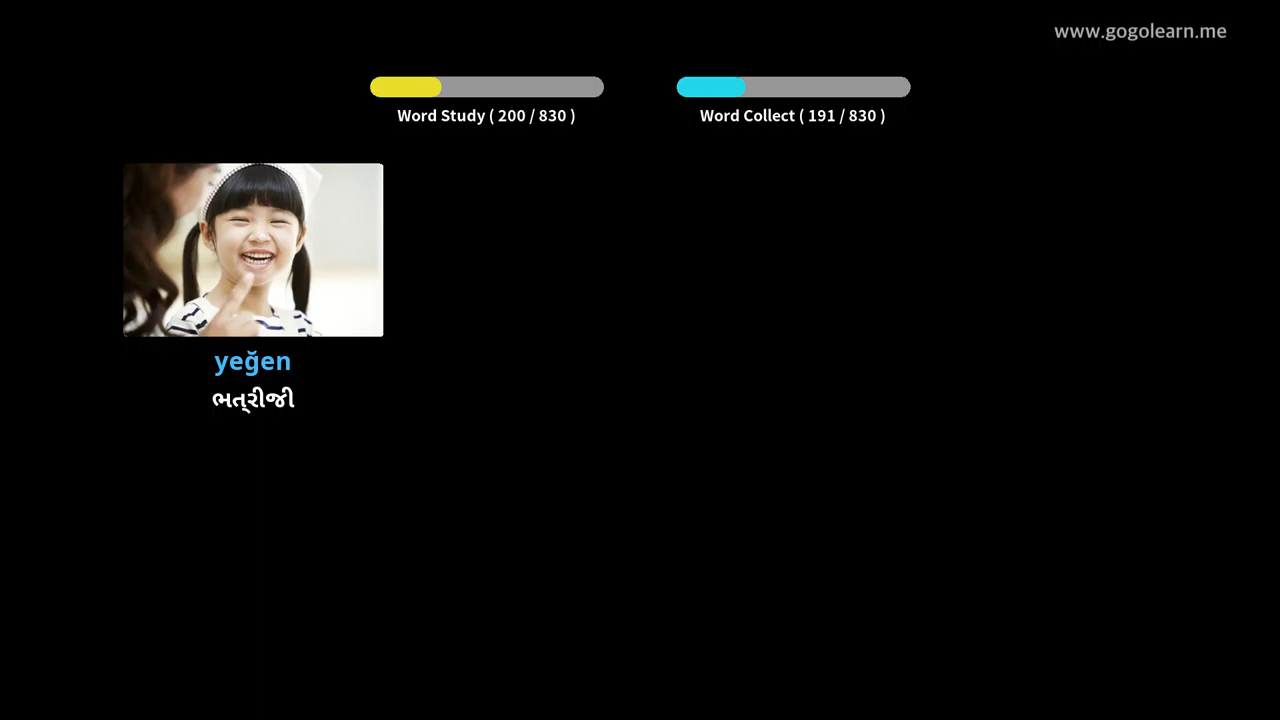 www.gogolearn.me
Word Study ( 200 / 830 )
Word Collect ( 191 / 830 )
yeğen
ભત્રીજી